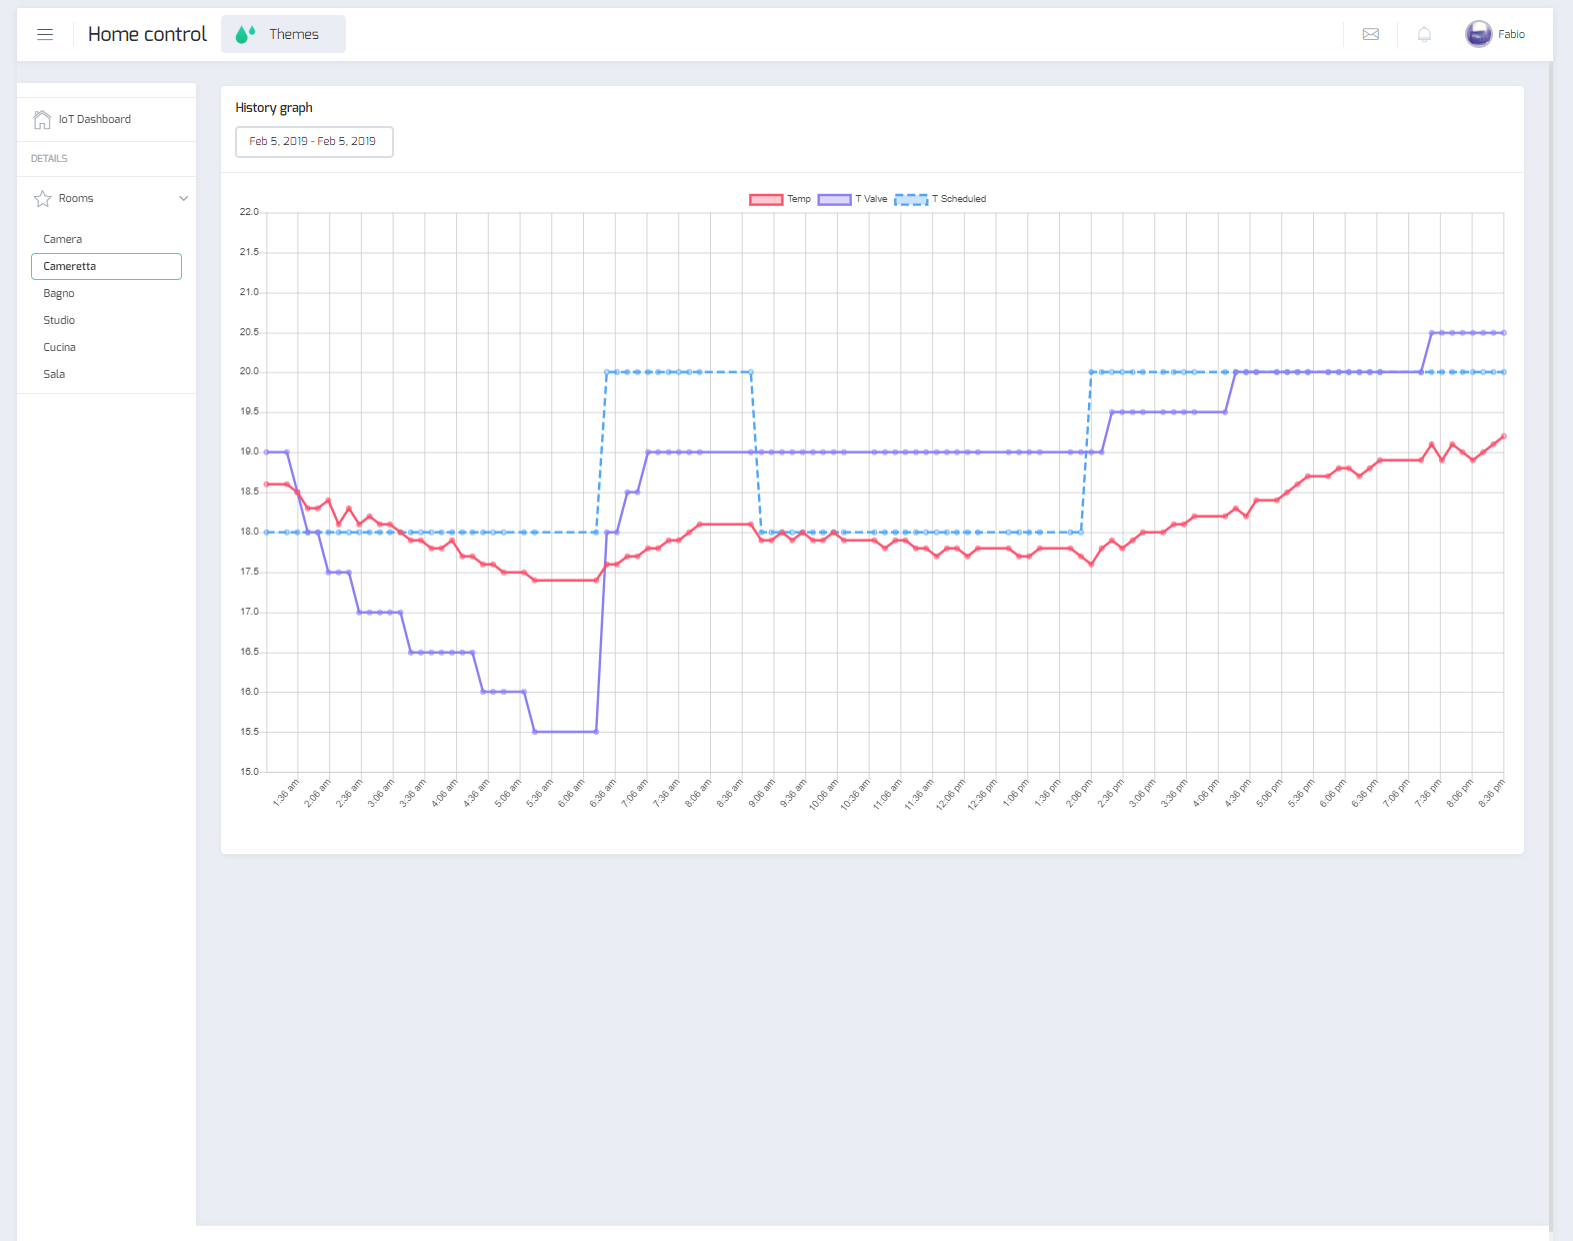 Home control
Themes
Fabio
IoT Dashboard
DETAILS
Rooms
Camera
Cameretta
Bagno
Studio
Cucina
Sala
History graph
Feb 5, 2019 - Feb 5, 2019
Temp T Valve T Scheduled
22.0
21.5
21.0
20.5
20.0
19.5
19.0
18.5
18.0
17.5
17.0
16.5
16.0
15.5
15.0
1:36 am 2:06 am 2:36 am 3:06 am 3:36 am 4:06 am 4:36 am 5:06 am 5:36 am 6:06 am 6:36 am 7:06 am 7:36 am 8:06 am 8:36 am 9:06 am 9:36 am 10:06 am 10:36 am 11:06 am 11:36 am 12:06 pm 12:36 pm 1:06 pm 1:36 pm 2:06 pm 2:36 pm 3:06 pm 3:36 pm 4:06 pm 4:36 pm 5:06 pm 5:36 pm 6:06 pm 6:36 pm 7:06 pm 7:36 pm 8:06 pm 8:36 pm